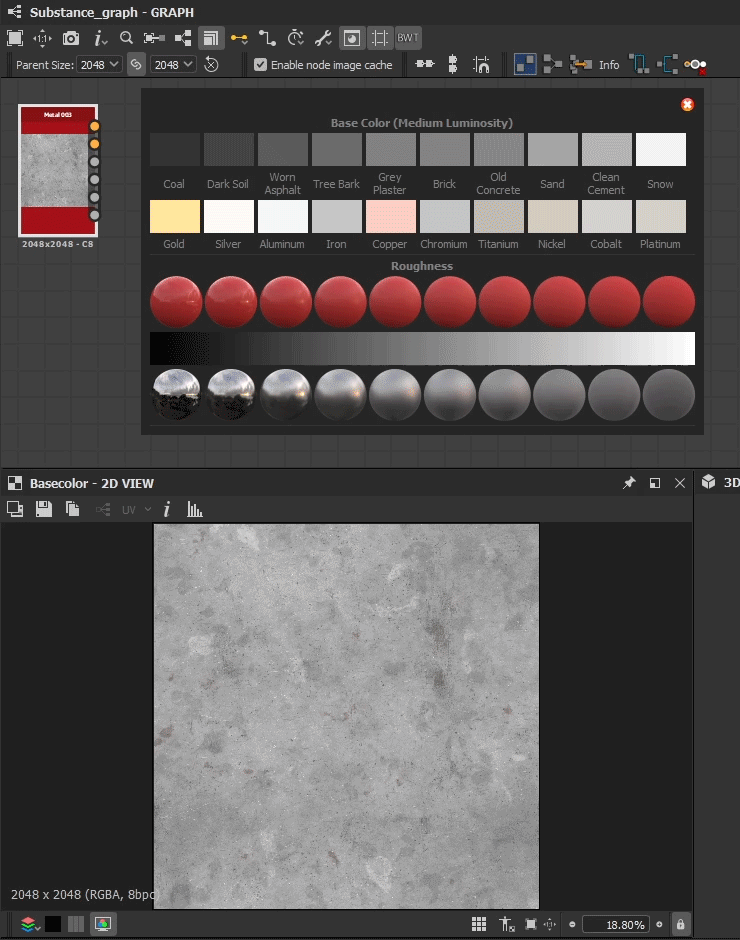 Substance_graph - GRAPH
1:1
BWT
Parent Size: 2048 2048 Enable node image cache Info
Metal 003
2048x2048 - C8
Base Color (Medium Luminosity)
Coal Dark Soil Worn Asphalt Tree Bark Grey Plaster Brick Old Concrete Sand Clean Cement Snow
Gold Silver Aluminum Iron Copper Chromium Titanium Nickel Cobalt Platinum
Roughness
Basecolor - 2D VIEW
3D
UV
2048 x 2048 (RGBA, 8bpc)
18.80%